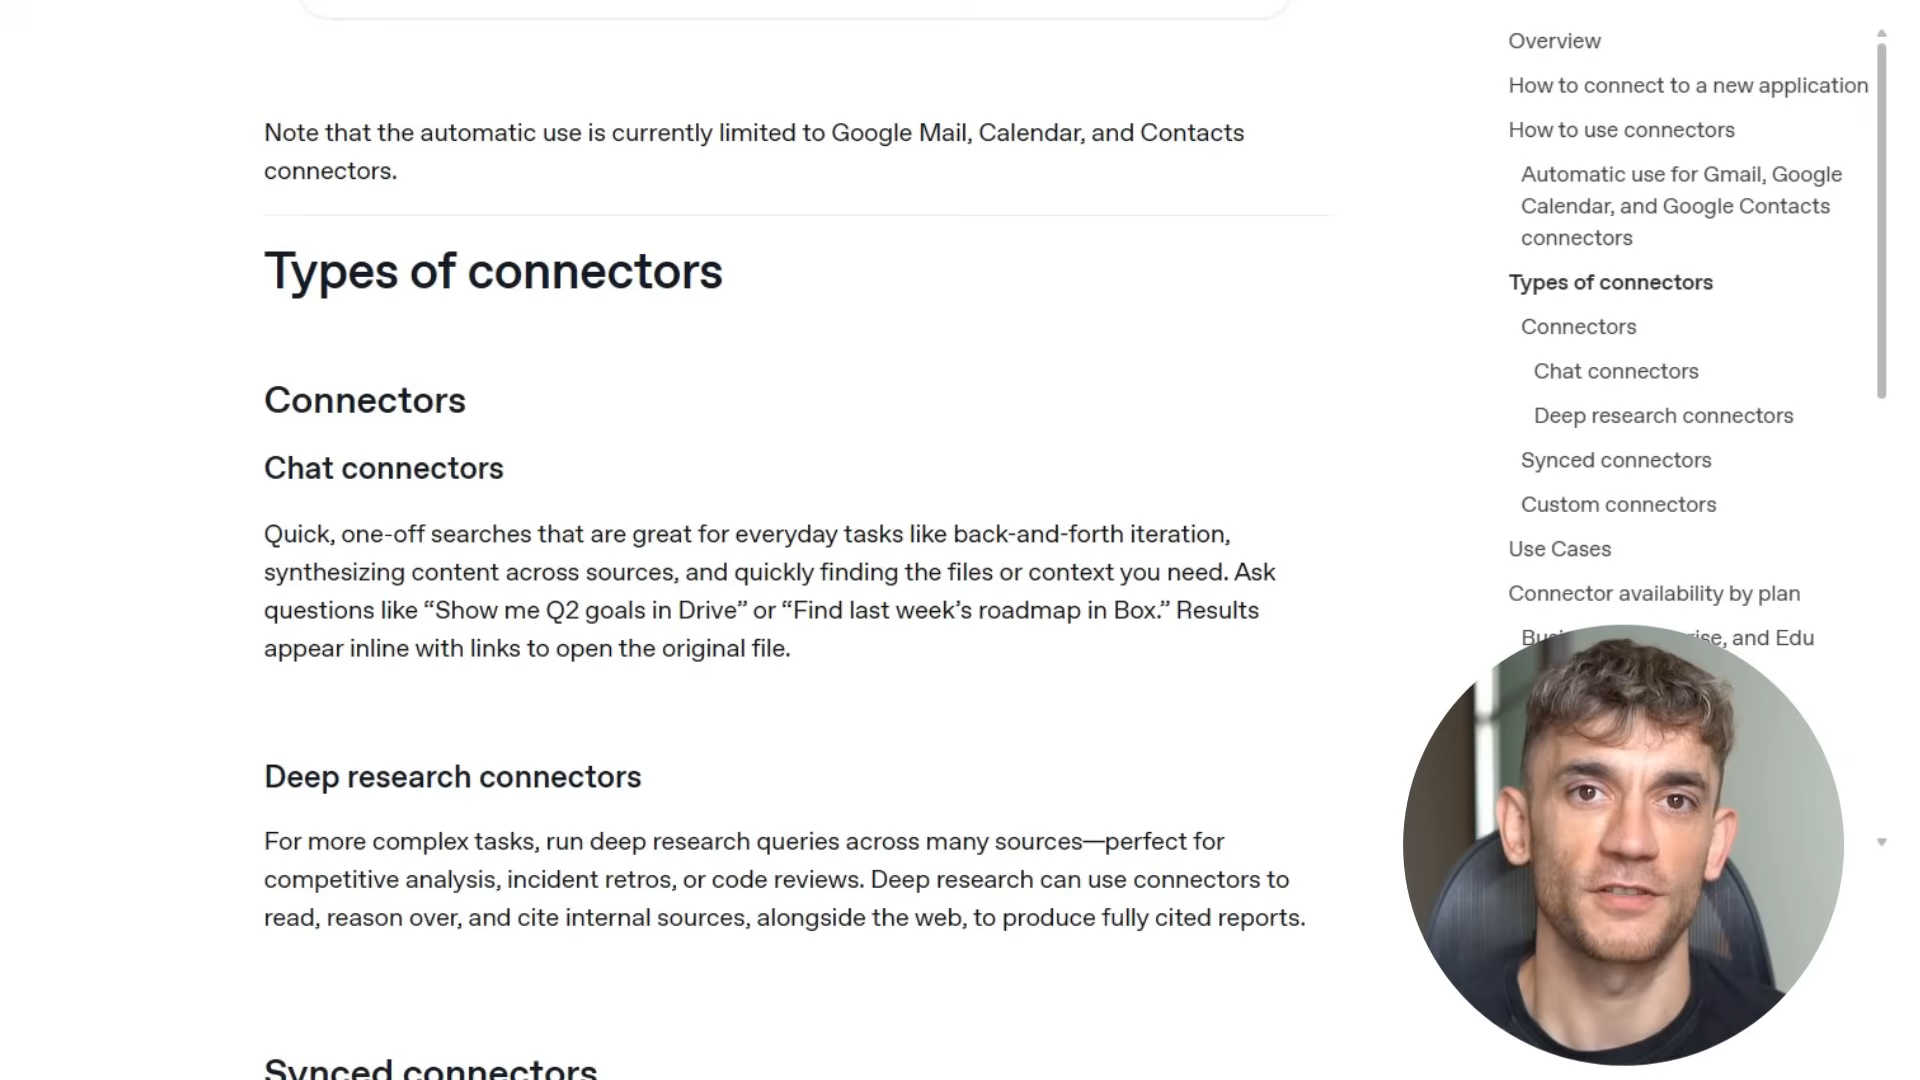 Note that the automatic use is currently limited to Google Mail, Calendar, and Contacts
connectors.
Types of connectors
Connectors
Chat connectors
Quick, one-off searches that are great for everyday tasks like back-and-forth iteration,
synthesizing content across sources, and quickly finding the files or context you need. Ask
questions like “Show me Q2 goals in Drive” or “Find last week’s roadmap in Box.” Results
appear inline with links to open the original file.
Deep research connectors
For more complex tasks, run deep research queries across many sources—perfect for
competitive analysis, incident retros, or code reviews. Deep research can use connectors to
read, reason over, and cite internal sources, alongside the web, to produce fully cited reports.
Synced connectors
Overview
How to connect to a new application
How to use connectors
Automatic use for Gmail, Google
Calendar, and Google Contacts
connectors
Types of connectors
Connectors
Chat connectors
Deep research connectors
Synced connectors
Custom connectors
Use Cases
Connector availability by plan
and Edu